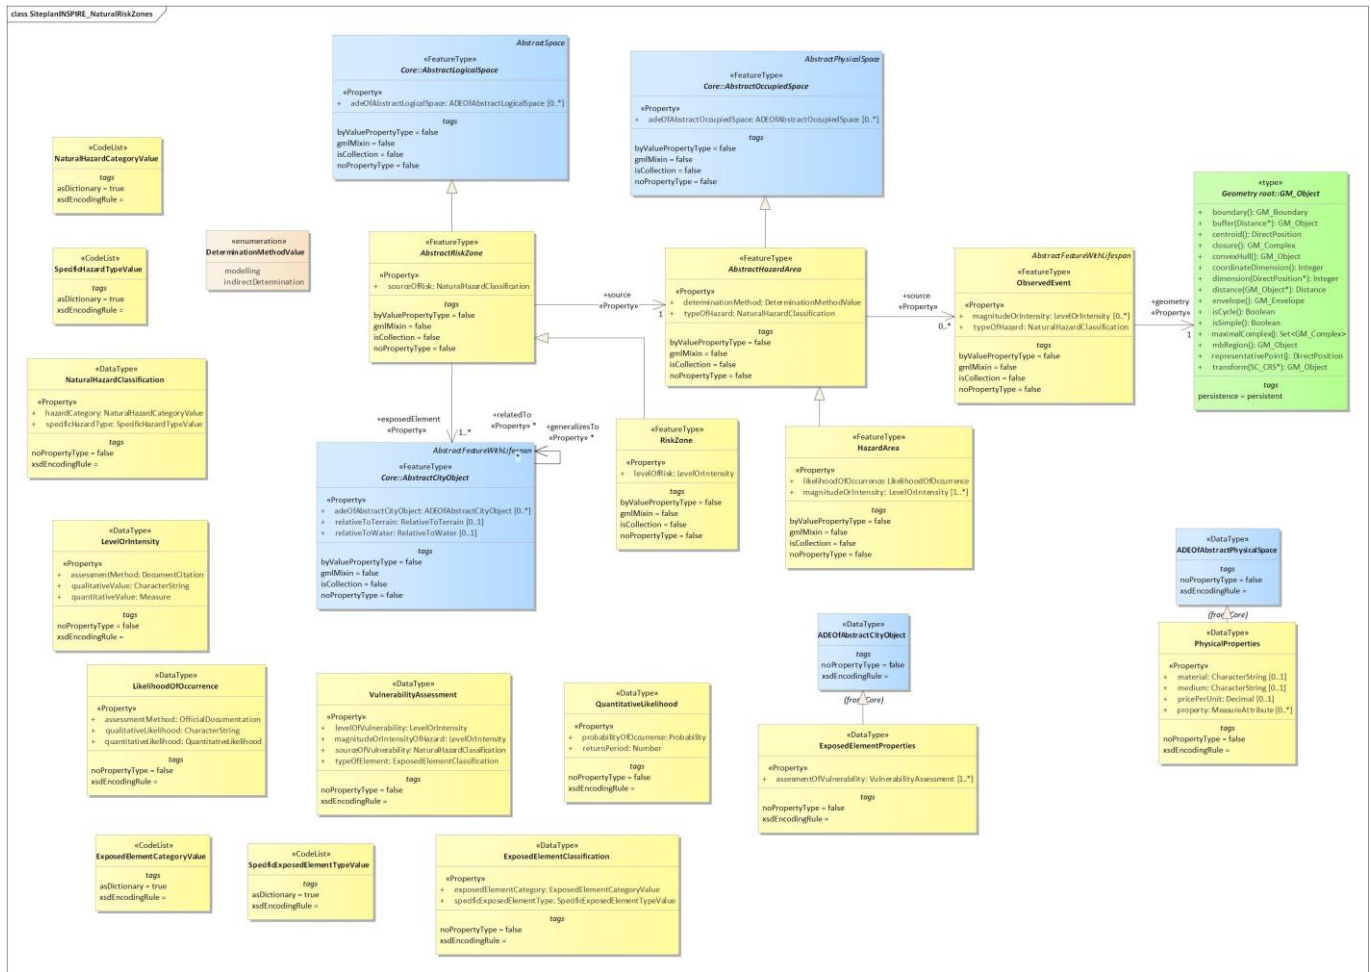 class SiteplanINSPIRE_NaturalRiskZones
AbstractSpace
«FeatureType»
Core::AbstractLogicalSpace
«Property»
+ adeOfAbstractLogicalSpace: ADEOfAbstractLogicalSpace [0..*]
tags
byValuePropertyType = false
gmlMixin = false
isCollection = false
noPropertyType = false
AbstractPhysicalSpace
«FeatureType»
Core::AbstractOccupiedSpace
«Property»
+ adeOfAbstractOccupiedSpace: ADEOfAbstractOccupiedSpace [0..*]
tags
byValuePropertyType = false
gmlMixin = false
isCollection = false
noPropertyType = false
«CodeList»
NaturalHazardCategoryValue
tags
asDictionary = true
xsdEncodingRule =
«type»
Geometry root::GM_Object
+ boundary(): GM_Boundary
+ buffer(Distance*): GM_Object
+ centroid(): DirectPosition
+ closure(): GM_Complex
+ convexHull(): GM_Object
+ coordinateDimension(): Integer
+ dimension(DirectPosition*): Integer
+ distance(GM_Object*): Distance
+ envelope(): GM_Envelope
+ isCycle(): Boolean
+ isSimple(): Boolean
+ maximalComplex(): Set<GM_Complex>
+ mbRegion(): GM_Object
+ representativePoint(): DirectPosition
+ transform(SC_CRS*): GM_Object
tags
persistence = persistent
«CodeList»
SpecificHazardTypeValue
tags
asDictionary = true
xsdEncodingRule =
«enumeration»
DeterminationMethodValue
modelling
indirectDetermination
«FeatureType»
AbstractRiskZone
«Property»
+ sourceOfRisk: NaturalHazardClassification
tags
byValuePropertyType = false
gmlMixin = false
isCollection = false
noPropertyType = false
+source
«Property»
1
«FeatureType»
AbstractHazardArea
«Property»
+ determinationMethod: DeterminationMethodValue
+ typeOfHazard: NaturalHazardClassification
tags
byValuePropertyType = false
gmlMixin = false
isCollection = false
noPropertyType = false
+source
«Property»
0..*
AbstractFeatureWithLifespan
«FeatureType»
ObservedEvent
«Property»
+ magnitudeOrIntensity: LevelOrIntensity [0..*]
+ typeOfHazard: NaturalHazardClassification
tags
byValuePropertyType = false
gmlMixin = false
isCollection = false
noPropertyType = false
+geometry
«Property»
1
«DataType»
NaturalHazardClassification
«Property»
+ hazardCategory: NaturalHazardCategoryValue
+ specificHazardType: SpecificHazardTypeValue
tags
noPropertyType = false
xsdEncodingRule =
+exposedElement
«Property»
1..*
+relatedTo
«Property» *
+generalizesTo
«Property» *
*
AbstractFeatureWithLifespan
«FeatureType»
Core::AbstractCityObject
«Property»
+ adeOfAbstractCityObject: ADEOfAbstractCityObject [0..*]
+ relativeToTerrain: RelativeToTerrain [0..1]
+ relativeToWater: RelativeToWater [0..1]
tags
byValuePropertyType = false
gmlMixin = false
isCollection = false
noPropertyType = false
«FeatureType»
RiskZone
«Property»
+ levelOfRisk: LevelOrIntensity
tags
byValuePropertyType = false
gmlMixin = false
isCollection = false
noPropertyType = false
«FeatureType»
HazardArea
«Property»
+ likelihoodOfOccurrence: LikelihoodOfOccurrence
+ magnitudeOrIntensity: LevelOrIntensity [1..*]
tags
byValuePropertyType = false
gmlMixin = false
isCollection = false
noPropertyType = false
«DataType»
LevelOrIntensity
«Property»
+ assessmentMethod: DocumentCitation
+ qualitativeValue: CharacterString
+ quantitativeValue: Measure
tags
noPropertyType = false
xsdEncodingRule =
«DataType»
ADEOfAbstractPhysicalSpace
tags
noPropertyType = false
xsdEncodingRule =
(from Core)
«DataType»
PhysicalProperties
«Property»
+ material: CharacterString [0..1]
+ medium: CharacterString [0..1]
+ pricePerUnit: Decimal [0..1]
+ property: MeasureAttribute [0..*]
tags
noPropertyType = false
xsdEncodingRule =
«DataType»
ADEOfAbstractCityObject
tags
noPropertyType = false
xsdEncodingRule =
(from Core)
«DataType»
ExposedElementProperties
«Property»
+ assesmentOfVulnerability: VulnerabilityAssessment [1..*]
tags
noPropertyType = false
xsdEncodingRule =
«DataType»
LikelihoodOfOccurrence
«Property»
+ assessmentMethod: OfficialDocumentation
+ qualitativeLikelihood: CharacterString
+ quantitativeLikelihood: QuantitativeLikelihood
tags
noPropertyType = false
xsdEncodingRule =
«DataType»
VulnerabilityAssessment
«Property»
+ levelOfVulnerability: LevelOrIntensity
+ magnitudeOrIntensityOfHazard: LevelOrIntensity
+ sourceOfVulnerability: NaturalHazardClassification
+ typeOfElement: ExposedElementClassification
tags
noPropertyType = false
xsdEncodingRule =
«DataType»
QuantitativeLikelihood
«Property»
+ probabilityOfOccurence: Probability
+ returnPeriod: Number
tags
noPropertyType = false
xsdEncodingRule =
«CodeList»
ExposedElementCategoryValue
tags
asDictionary = true
xsdEncodingRule =
«CodeList»
SpecificExposedElementTypeValue
tags
asDictionary = true
xsdEncodingRule =
«DataType»
ExposedElementClassification
«Property»
+ exposedElementCategory: ExposedElementCategoryValue
+ specificExposedElementType: SpecificExposedElementTypeValue
tags
noPropertyType = false
xsdEncodingRule =